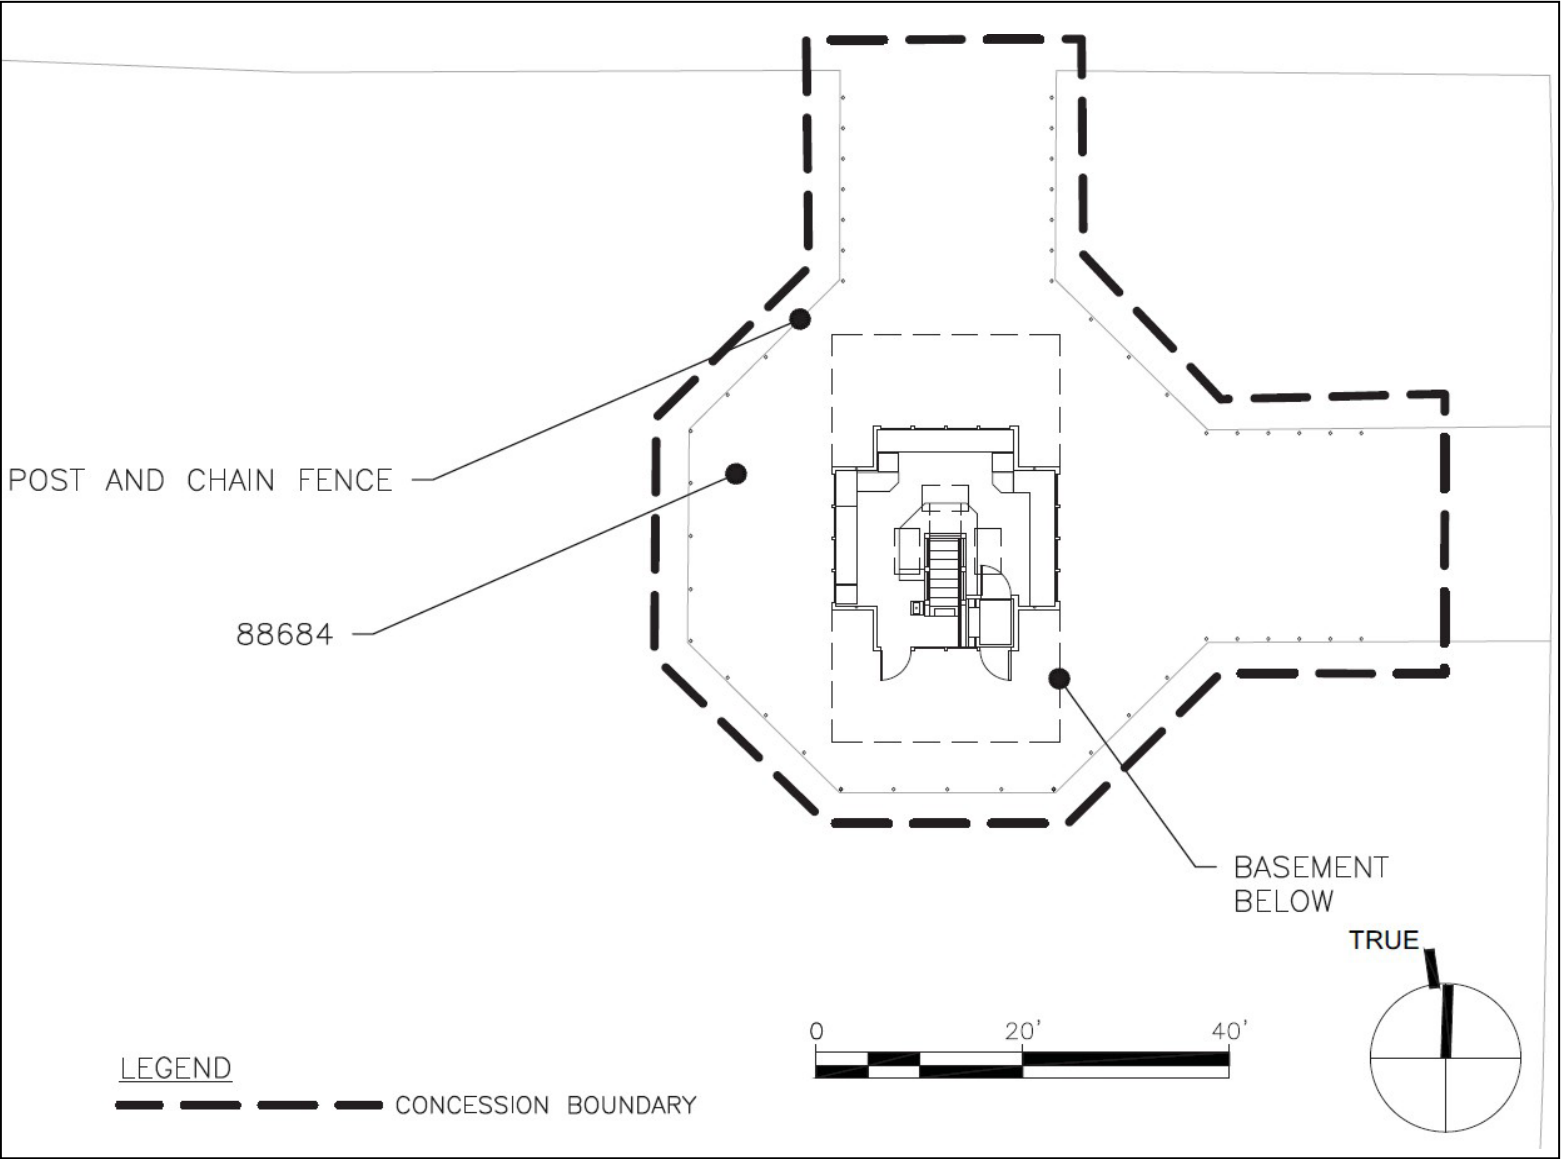 POST AND CHAIN FENCE
88684
BASEMENT
BELOW
TRUE
0 20' 40'
LEGEND
CONCESSION BOUNDARY